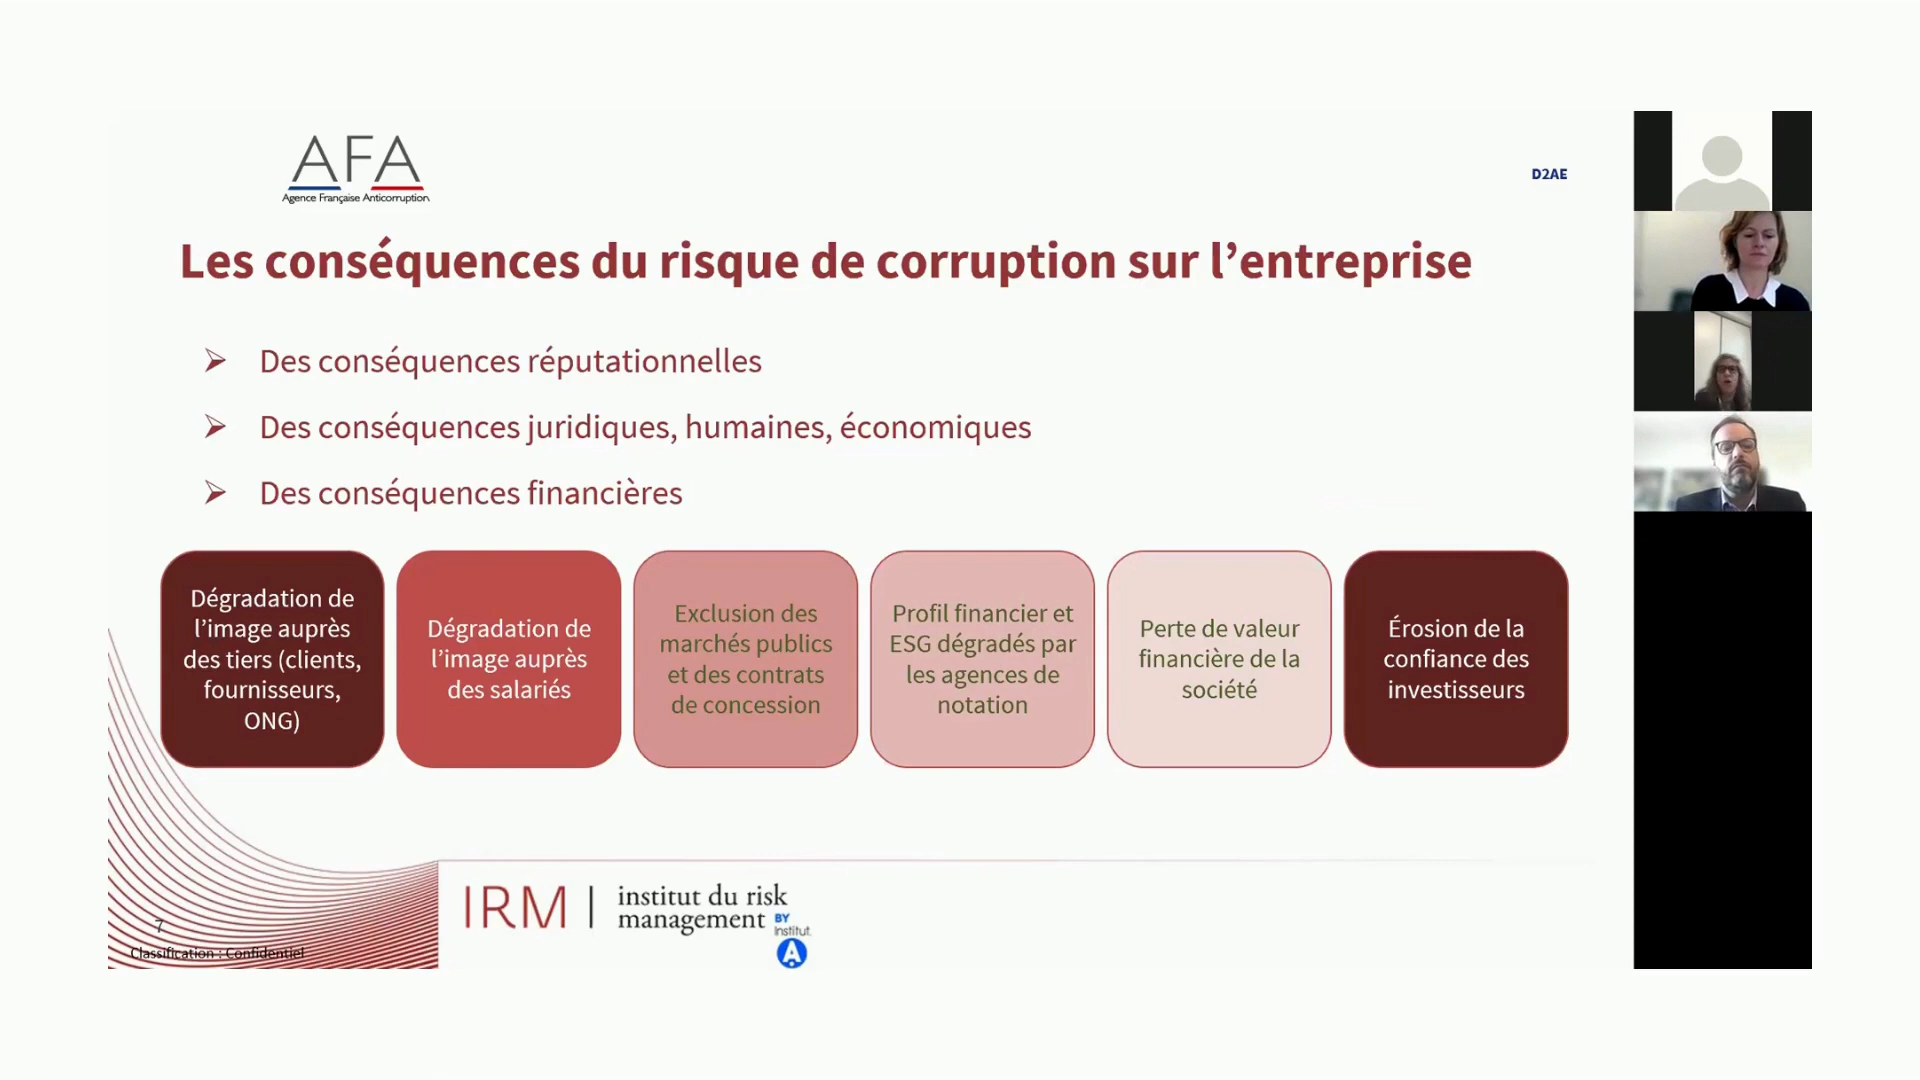 AFA
Agence Française Anticorruption
D2AE
Les conséquences du risque de corruption sur l’entreprise
Des conséquences réputationnelles
Des conséquences juridiques, humaines, économiques
Des conséquences financières
Dégradation de
l’image auprès
des tiers (clients,
fournisseurs,
ONG)
Dégradation de
l’image auprès
des salariés
Exclusion des
marchés publics
et des contrats
de concession
Profil financier et
ESG dégradés par
les agences de
notation
Perte de valeur
financière de la
société
Érosion de la
confiance des
investisseurs
7
Classification : Confidentiel
IRM
institut du risk
management
BY
Institut